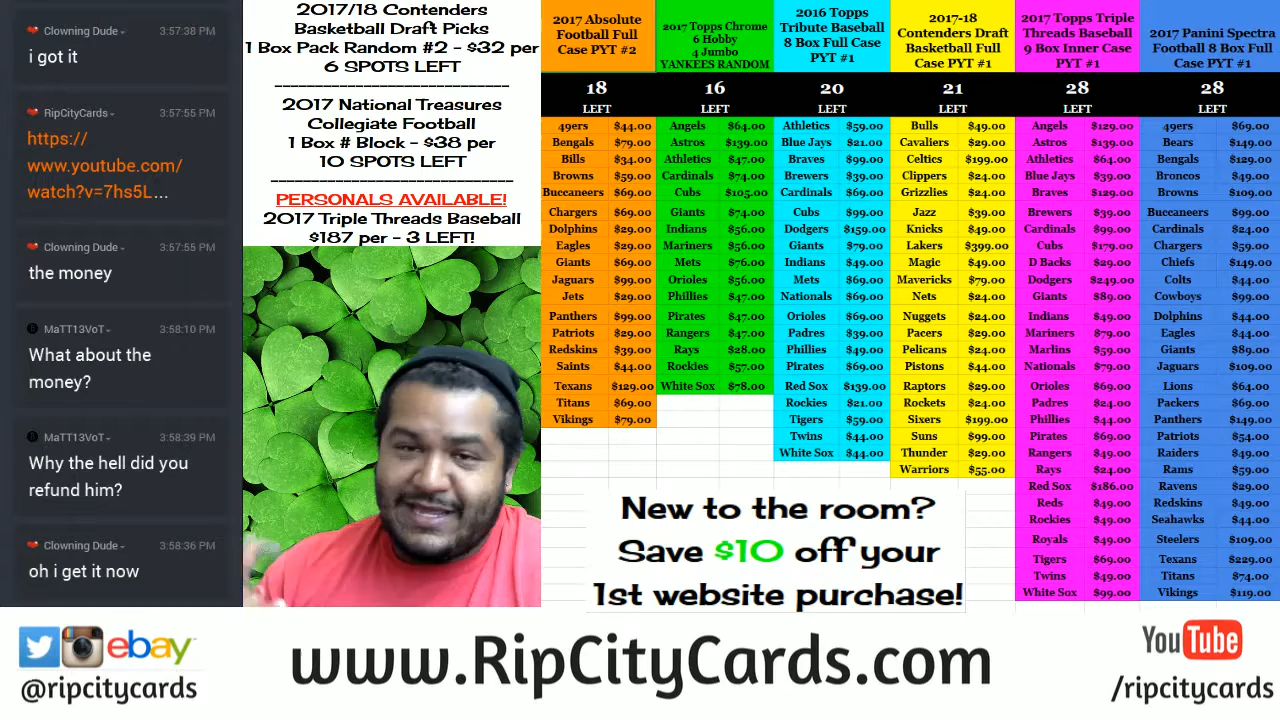 Clowning Dude 3:57:38 PM
i got it
RipCityCards 3:57:55 PM
https://
www.youtube.com/
watch?v=7hs5L...
Clowning Dude 3:57:55 PM
the money
MaTT13VoT 3:58:10 PM
What about the
money?
MaTT13VoT 3:58:39 PM
Why the hell did you
refund him?
Clowning Dude 3:58:36 PM
oh i get it now
2017/18 Contenders
Basketball Draft Picks
1 Box Pack Random #2 - $32 per
6 SPOTS LEFT
2017 National Treasures
Collegiate Football
1 Box # Block - $38 per
10 SPOTS LEFT
PERSONALS AVAILABLE!
2017 Triple Threads Baseball
$187 per - 3 LEFT!
2017 Absolute
Football Full
Case PYT #2
18
LEFT
49ers $44.00
Bengals $79.00
Bills $34.00
Browns $59.00
Buccaneers $69.00
Chargers $69.00
Dolphins $29.00
Eagles $29.00
Giants $69.00
Jaguars $99.00
Jets $29.00
Panthers $99.00
Patriots $29.00
Redskins $39.00
Saints $44.00
Texans $129.00
Titans $69.00
Vikings $79.00
2017 Topps Chrome
6 Hobby
4 Jumbo
YANKEES RANDOM
16
LEFT
Angels $64.00
Astros $139.00
Athletics $47.00
Cardinals $74.00
Cubs $105.00
Giants $74.00
Indians $56.00
Mariners $56.00
Mets $76.00
Orioles $56.00
Phillies $47.00
Pirates $47.00
Rangers $47.00
Rays $28.00
Rockies $57.00
White Sox $78.00
2016 Topps
Tribute Baseball
8 Box Full Case
PYT #1
20
LEFT
Athletics $59.00
Blue Jays $21.00
Braves $99.00
Brewers $39.00
Cardinals $69.00
Cubs $99.00
Dodgers $159.00
Giants $79.00
Indians $49.00
Mets $69.00
Nationals $69.00
Orioles $69.00
Padres $39.00
Phillies $49.00
Pirates $69.00
Red Sox $139.00
Rockies $21.00
Tigers $59.00
Twins $44.00
White Sox $44.00
2017-18
Contenders Draft
Basketball Full
Case PYT #1
21
LEFT
Bulls $49.00
Cavaliers $29.00
Celtics $199.00
Clippers $24.00
Grizzlies $24.00
Jazz $39.00
Knicks $49.00
Lakers $399.00
Magic $49.00
Mavericks $79.00
Nets $24.00
Nuggets $24.00
Pacers $29.00
Pelicans $24.00
Pistons $44.00
Raptors $29.00
Rockets $24.00
Sixers $199.00
Suns $99.00
Thunder $29.00
Warriors $55.00
2017 Topps Triple
Threads Baseball
9 Box Inner Case
PYT #1
28
LEFT
Angels $129.00
Astros $139.00
Athletics $64.00
Blue Jays $39.00
Braves $129.00
Brewers $39.00
Cardinals $99.00
Cubs $179.00
D Backs $29.00
Dodgers $249.00
Giants $89.00
Indians $49.00
Mariners $79.00
Marlins $59.00
Nationals $79.00
Orioles $69.00
Padres $24.00
Phillies $44.00
Pirates $69.00
Rangers $49.00
Rays $24.00
Red Sox $186.00
Reds $49.00
Rockies $49.00
Royals $49.00
Tigers $69.00
Twins $49.00
White Sox $99.00
2017 Panini Spectra
Football 8 Box Full
Case PYT #1
28
LEFT
49ers $69.00
Bears $149.00
Bengals $129.00
Broncos $49.00
Browns $109.00
Buccaneers $99.00
Cardinals $24.00
Chargers $59.00
Chiefs $149.00
Colts $44.00
Cowboys $99.00
Dolphins $44.00
Eagles $44.00
Giants $89.00
Jaguars $109.00
Lions $64.00
Packers $69.00
Panthers $149.00
Patriots $54.00
Raiders $49.00
Rams $59.00
Ravens $29.00
Redskins $49.00
Seahawks $44.00
Steelers $109.00
Texans $229.00
Titans $74.00
Vikings $119.00
New to the room?
Save $10 off your
1st website purchase!
ebay
@ripcitycards
www.RipCityCards.com
YouTube
/ripcitycards